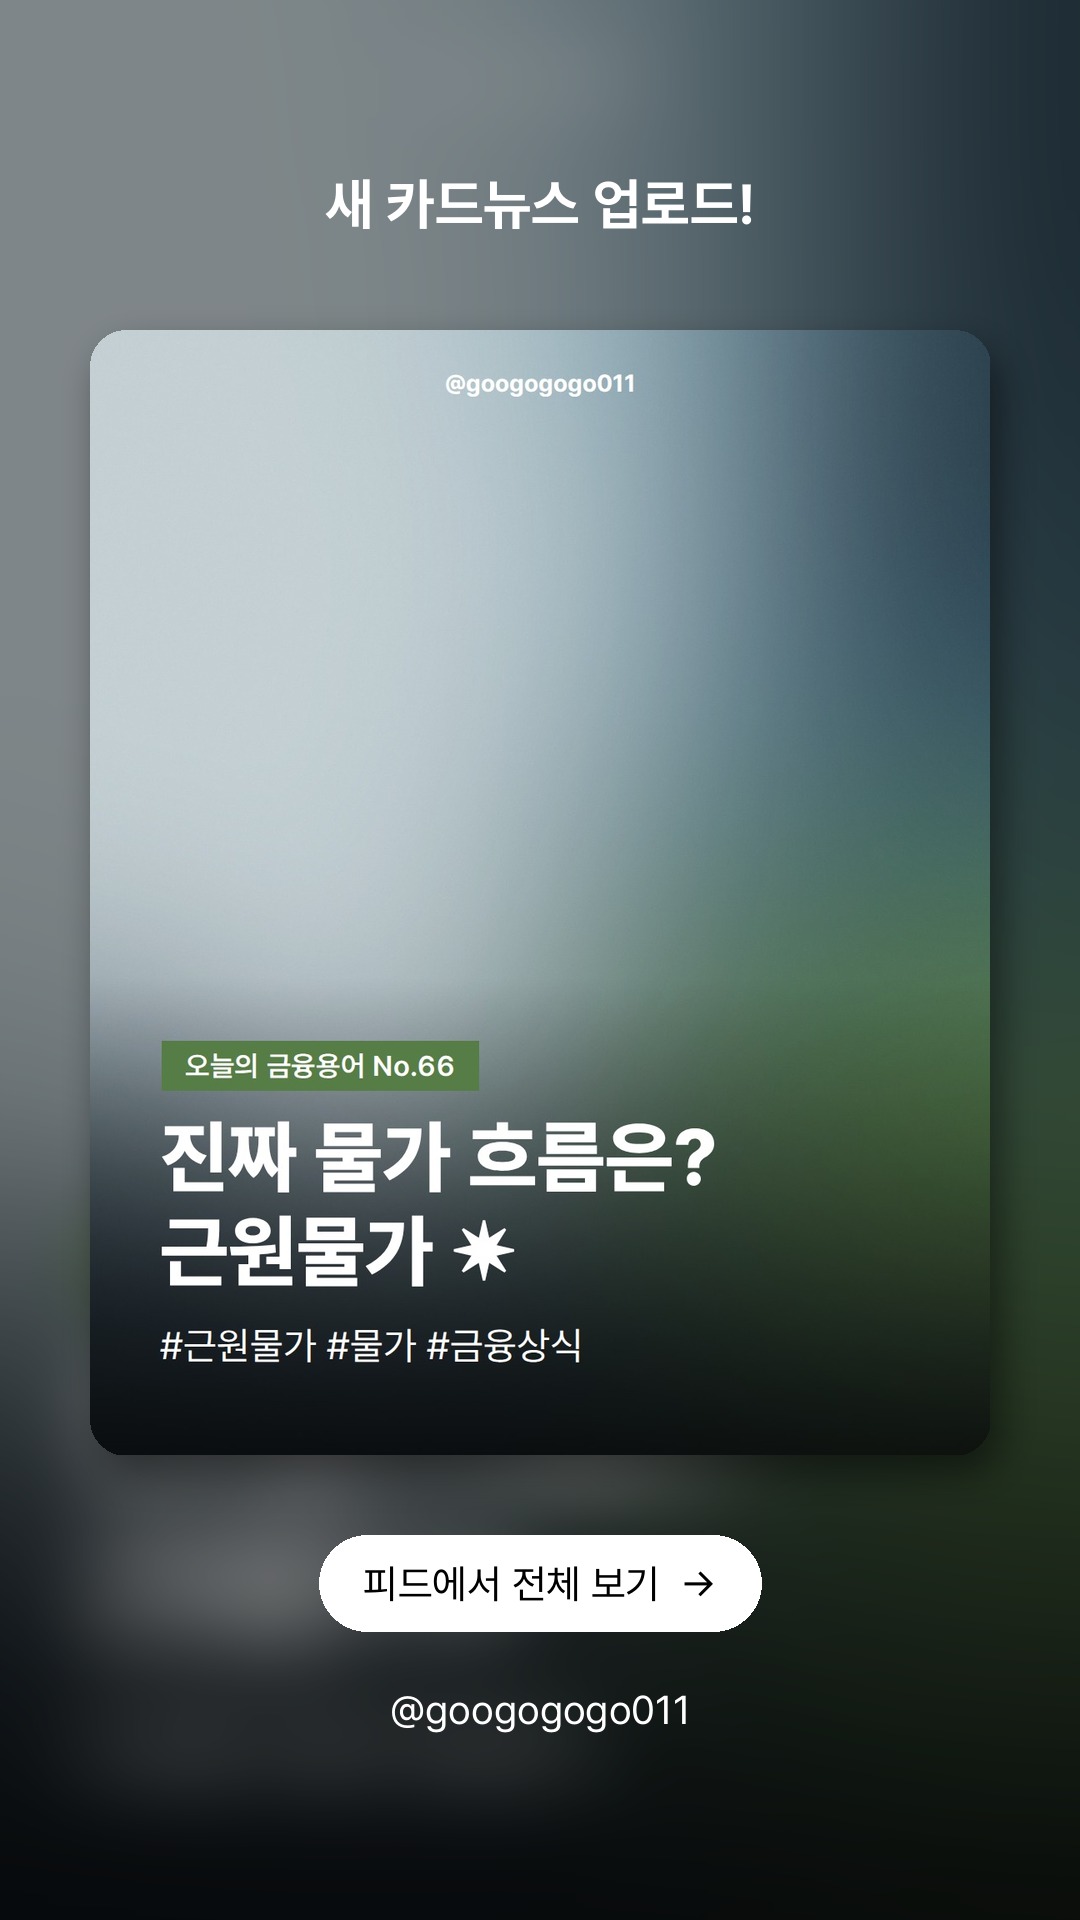 새 카드뉴스 업로드!
@googogogo011
오늘의 금융용어 No.66
진짜 물가 흐름은?
근원물가 ✷
#근원물가 #물가 #금융상식
피드에서 전체 보기 →
@googogogo011